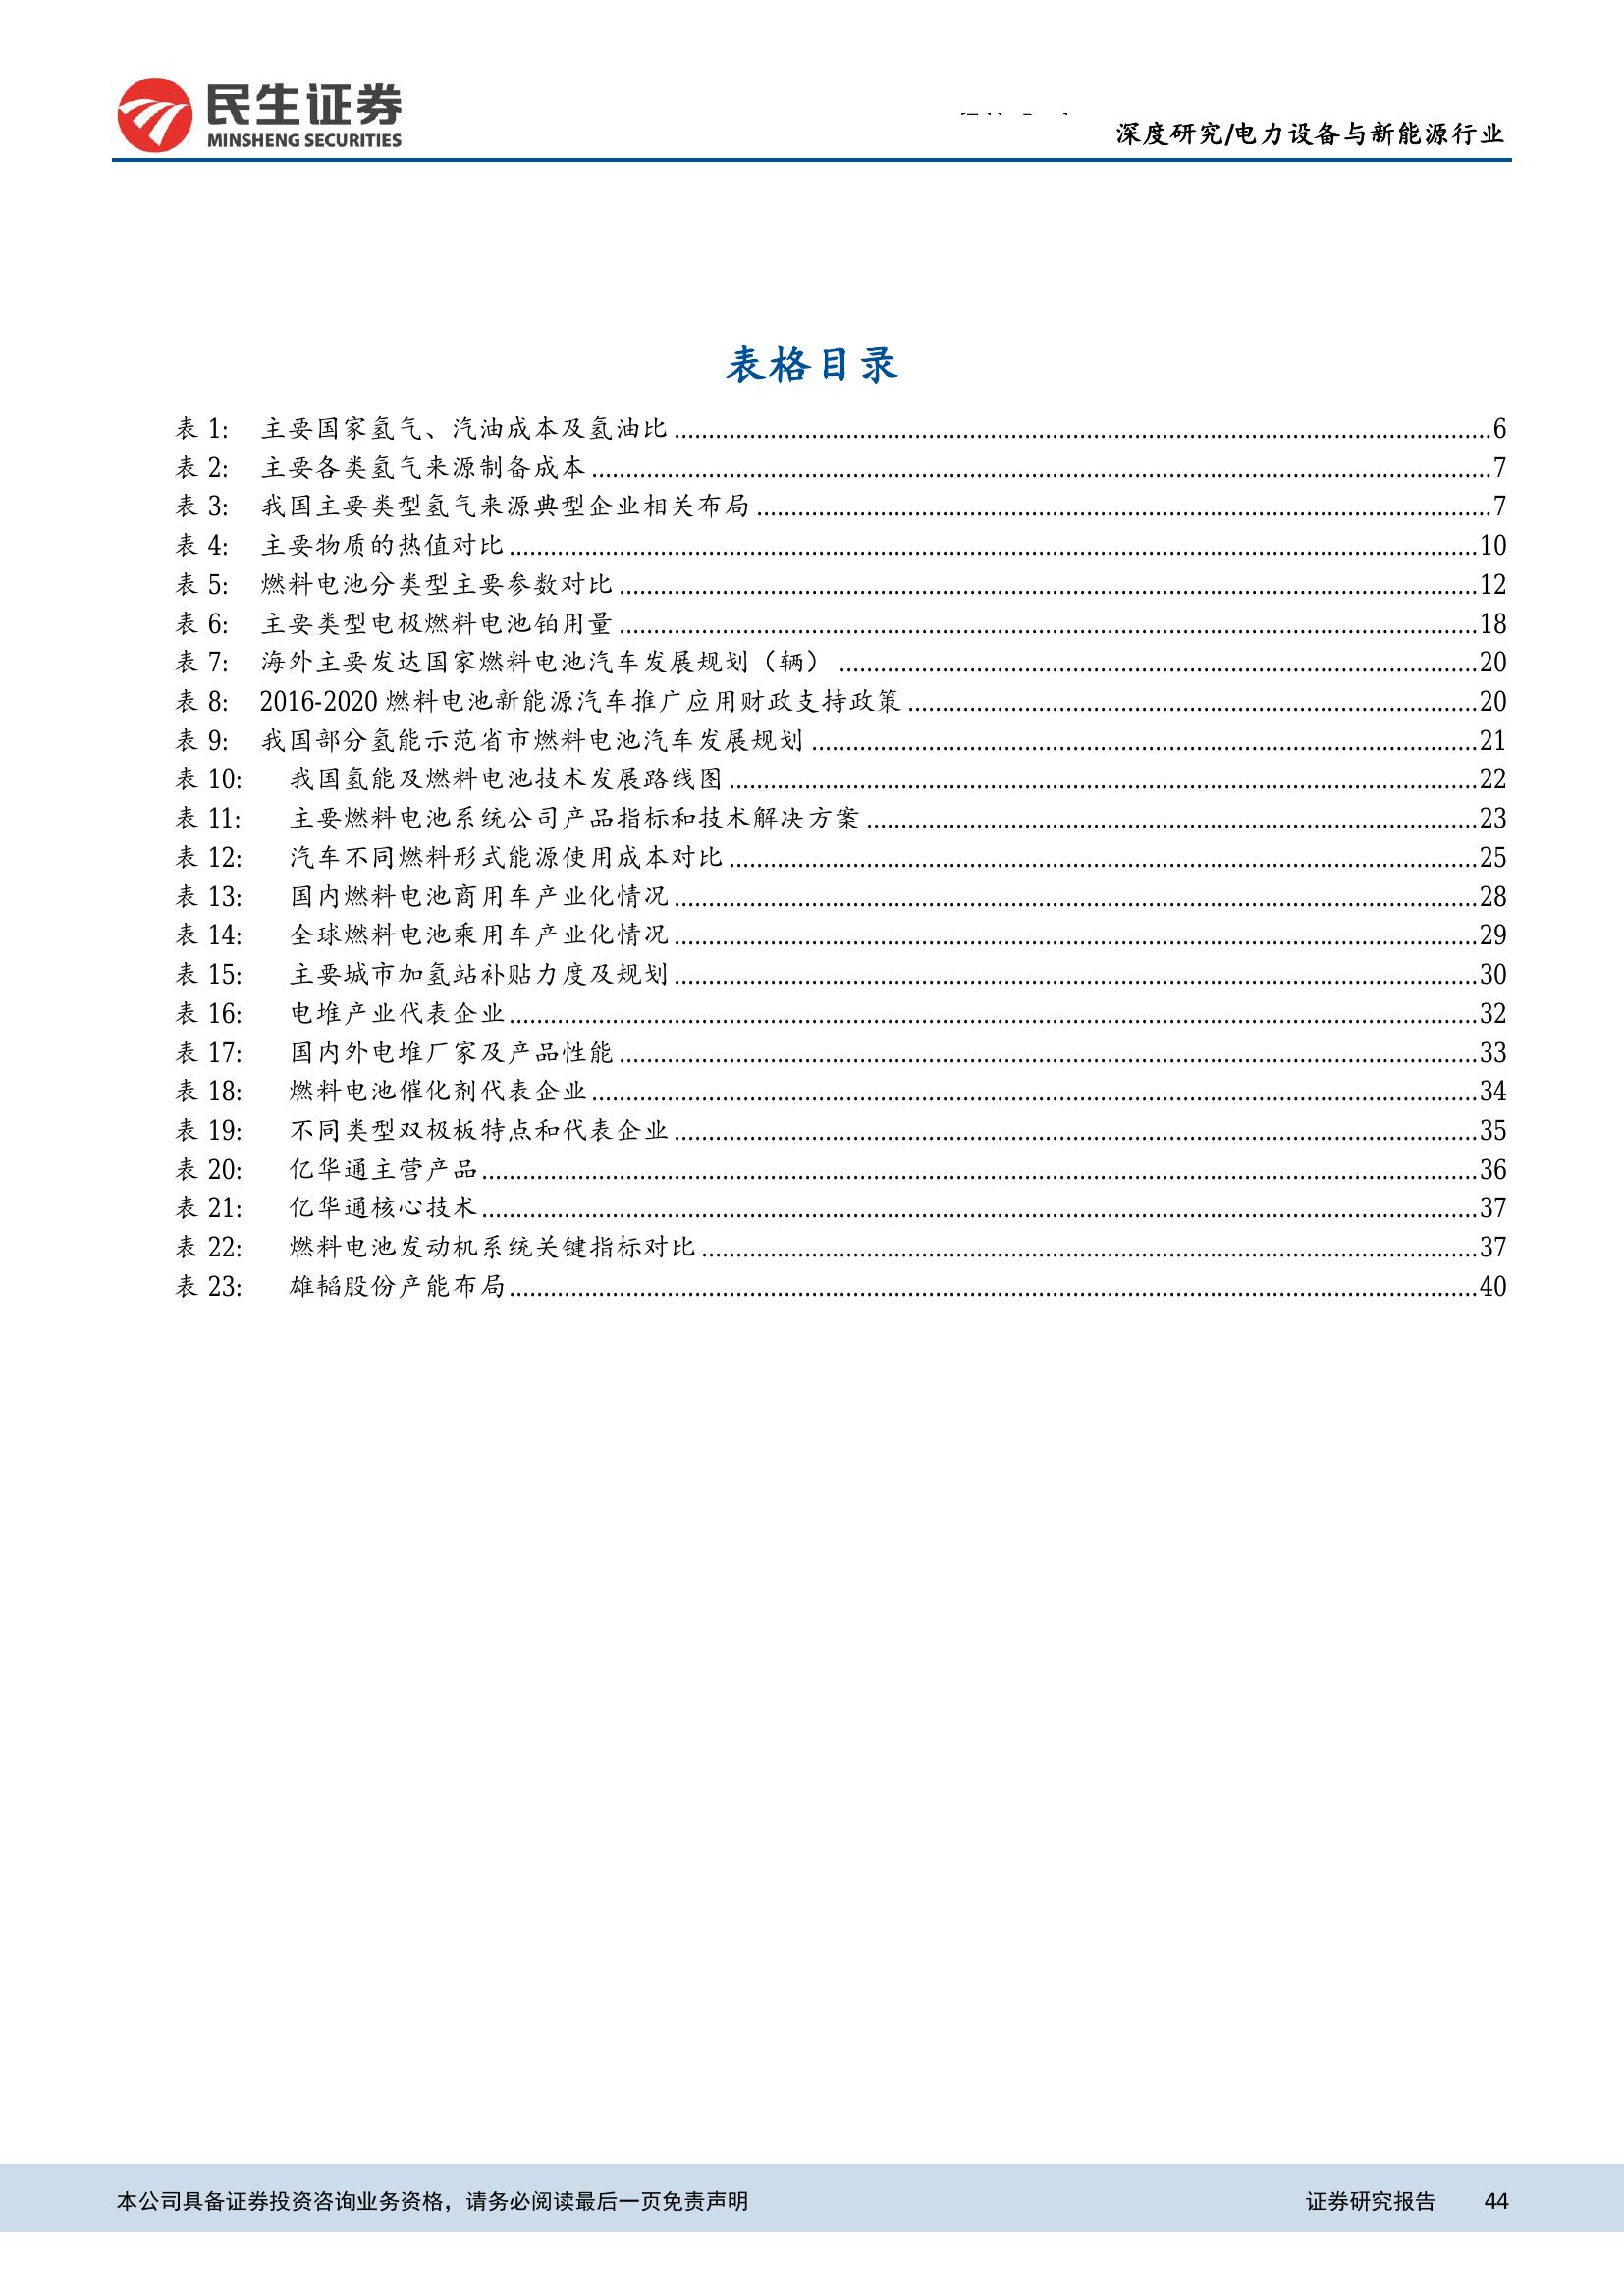 民生证券
MINSHENG SECURITIES
深度研究/电力设备与新能源行业
表格目录
表 1: 主要国家氢气、汽油成本及氢油比 6
表 2: 主要各类氢气来源制备成本 7
表 3: 我国主要类型氢气来源典型企业相关布局 7
表 4: 主要物质的热值对比 10
表 5: 燃料电池分类型主要参数对比 12
表 6: 主要类型电极燃料电池铂用量 18
表 7: 海外主要发达国家燃料电池汽车发展规划（辆） 20
表 8: 2016-2020 燃料电池新能源汽车推广应用财政支持政策 20
表 9: 我国部分氢能示范省市燃料电池汽车发展规划 21
表 10: 我国氢能及燃料电池技术发展路线图 22
表 11: 主要燃料电池系统公司产品指标和技术解决方案 23
表 12: 汽车不同燃料形式能源使用成本对比 25
表 13: 国内燃料电池商用车产业化情况 28
表 14: 全球燃料电池乘用车产业化情况 29
表 15: 主要城市加氢站补贴力度及规划 30
表 16: 电堆产业代表企业 32
表 17: 国内外电堆厂家及产品性能 33
表 18: 燃料电池催化剂代表企业 34
表 19: 不同类型双极板特点和代表企业 35
表 20: 亿华通主营产品 36
表 21: 亿华通核心技术 37
表 22: 燃料电池发动机系统关键指标对比 37
表 23: 雄韬股份产能布局 40
本公司具备证券投资咨询业务资格，请务必阅读最后一页免责声明 证券研究报告 44